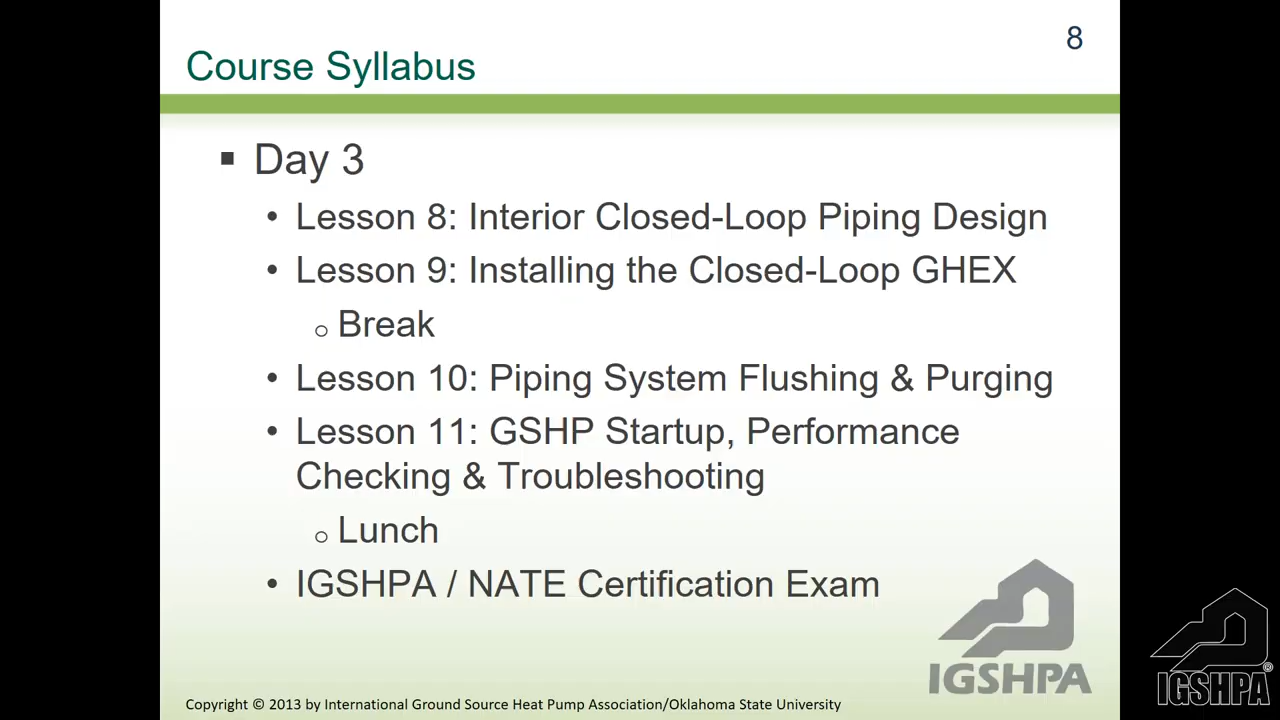 8
Course Syllabus
▪ Day 3
• Lesson 8: Interior Closed-Loop Piping Design
• Lesson 9: Installing the Closed-Loop GHEX
o Break
• Lesson 10: Piping System Flushing & Purging
• Lesson 11: GSHP Startup, Performance
Checking & Troubleshooting
o Lunch
• IGSHPA / NATE Certification Exam
IGSHPA
IGSHPA®
Copyright © 2013 by International Ground Source Heat Pump Association/Oklahoma State University